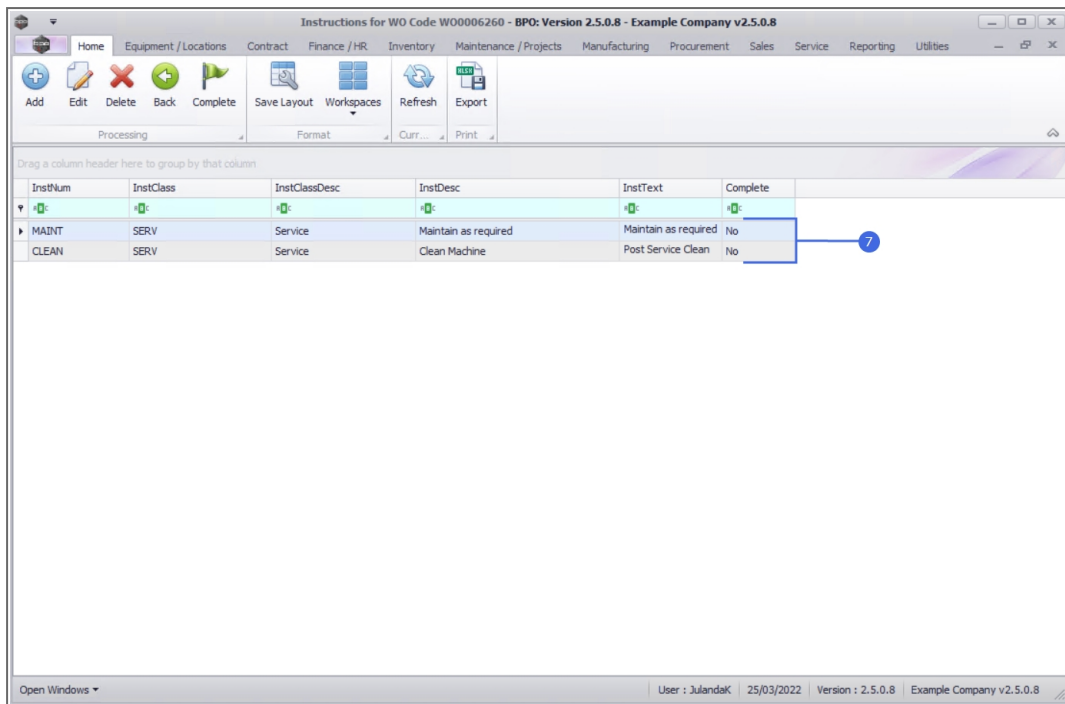 Instructions for WO Code WO0006260 - BPO: Version 2.5.0.8 - Example Company v2.5.0.8
Home Equipment / Locations Contract Finance / HR Inventory Maintenance / Projects Manufacturing Procurement Sales Service Reporting Utilities
Add Edit Delete Back Complete Save Layout Workspaces Refresh Export
Processing Format Curr... Print
Drag a column header here to group by that column
InstNum InstClass InstClassDesc InstDesc InstText Complete
MAINT SERV Service Maintain as required Maintain as required No
7
CLEAN SERV Service Clean Machine Post Service Clean No
Open Windows User : JulandaK 25/03/2022 Version : 2.5.0.8 Example Company v2.5.0.8